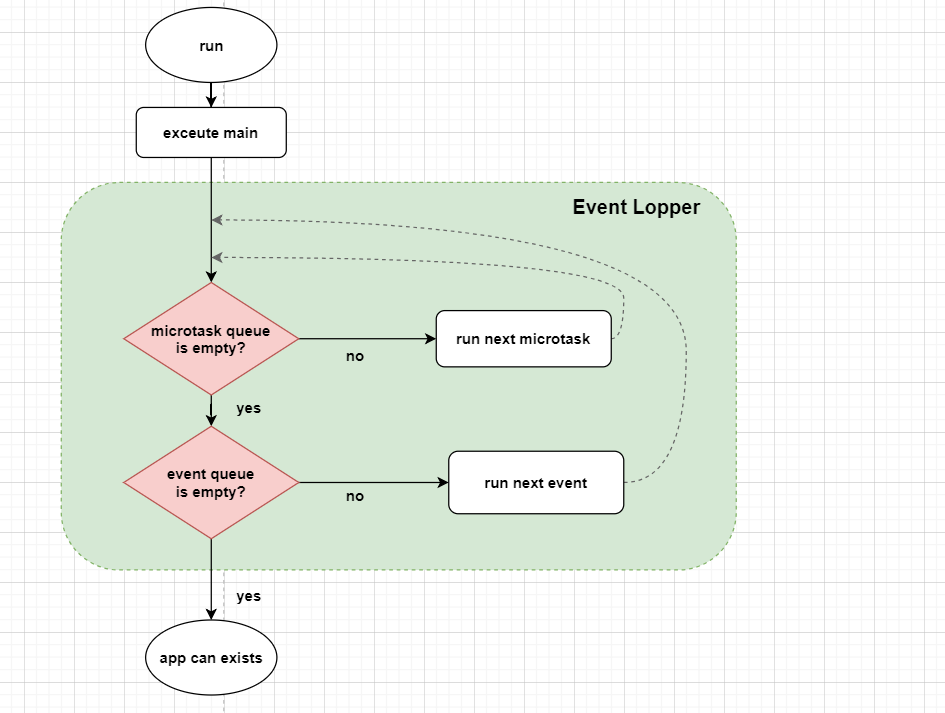 run
exceute main
Event Lopper
microtask queue
is empty?
no
run next microtask
yes
event queue
is empty?
no
run next event
yes
app can exists